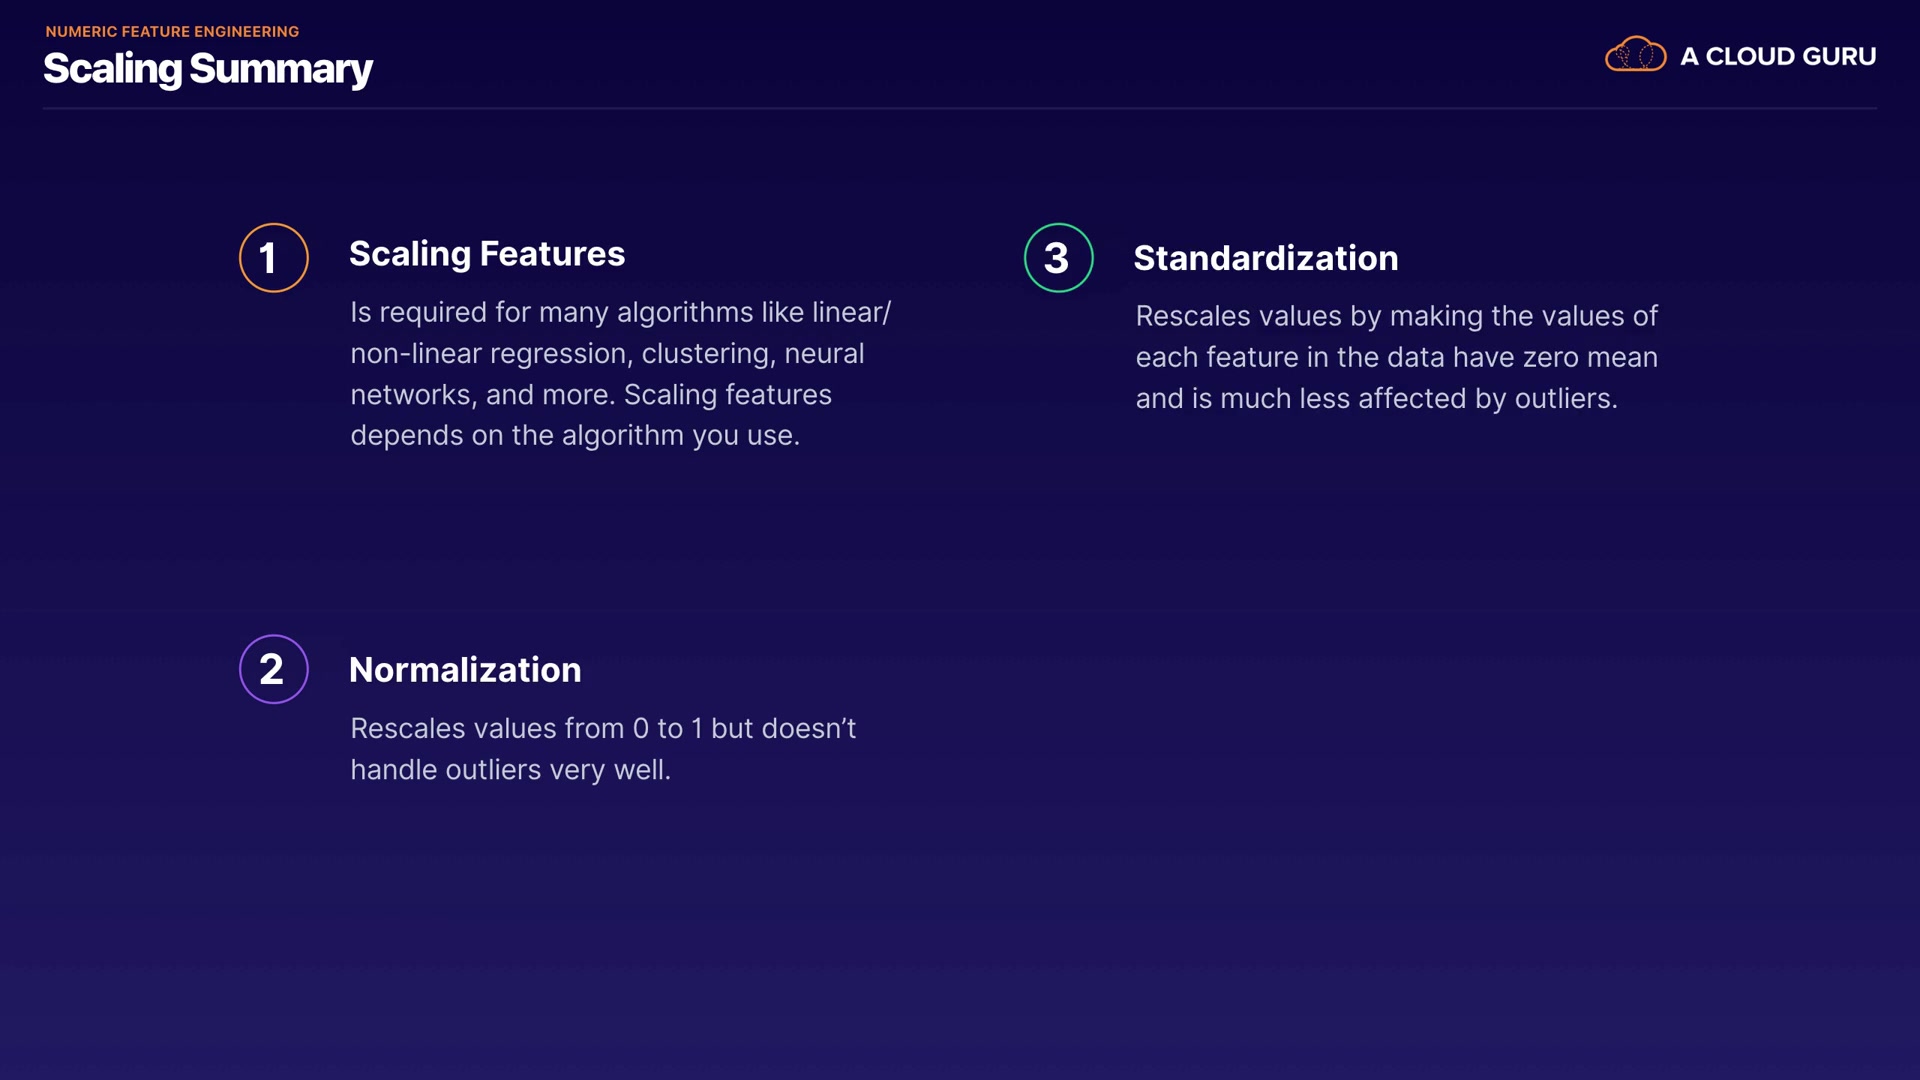 NUMERIC FEATURE ENGINEERING
Scaling Summary
A CLOUD GURU
1
Scaling Features
Is required for many algorithms like linear/
non-linear regression, clustering, neural
networks, and more. Scaling features
depends on the algorithm you use.
2
Normalization
Rescales values from 0 to 1 but doesn’t
handle outliers very well.
3
Standardization
Rescales values by making the values of
each feature in the data have zero mean
and is much less affected by outliers.